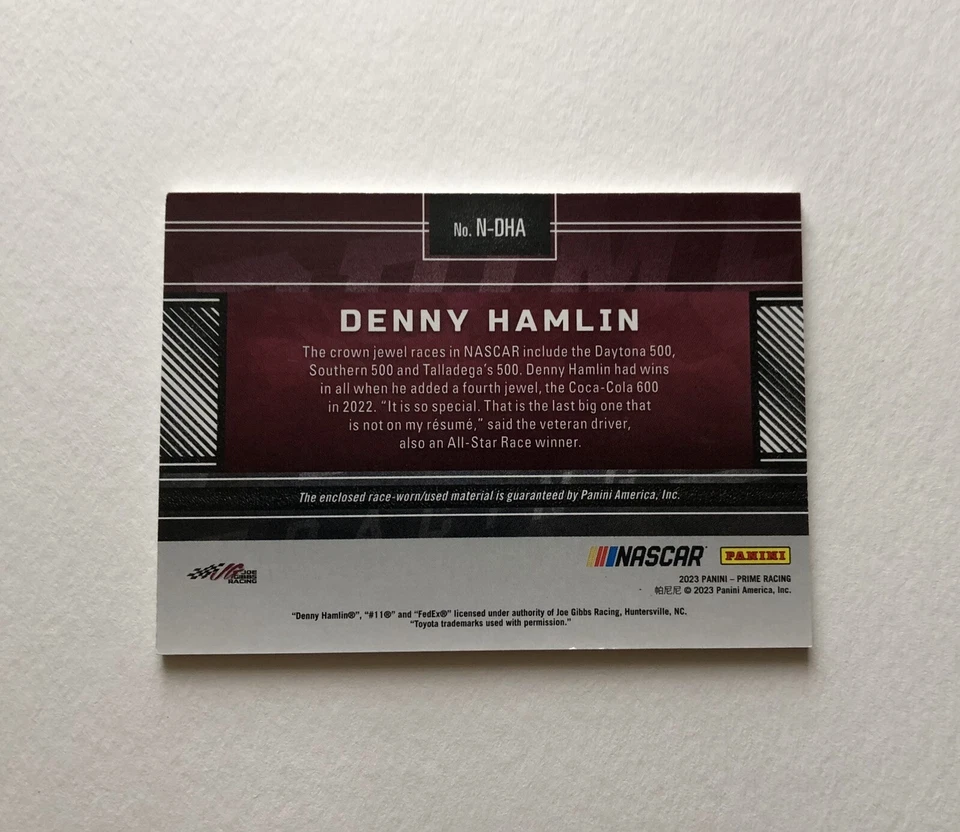 No. N-DHA
DENNY HAMLIN
The crown jewel races in NASCAR include the Daytona 500,
Southern 500 and Talladega's 500. Denny Hamlin had wins
in all when he added a fourth jewel, the Coca-Cola 600
in 2022. "It is so special. That is the last big one that
is not on my résumé," said the veteran driver,
also an All-Star Race winner.
The enclosed race-worn/used material is guaranteed by Panini America, Inc.
JOE GIBBS RACING
NASCAR
PANINI
2023 PANINI – PRIME RACING
帕尼尼 © 2023 Panini America, Inc.
"Denny Hamlin®", "#11®" and "FedEx®" licensed under authority of Joe Gibbs Racing, Huntersville, NC.
"Toyota trademarks used with permission."